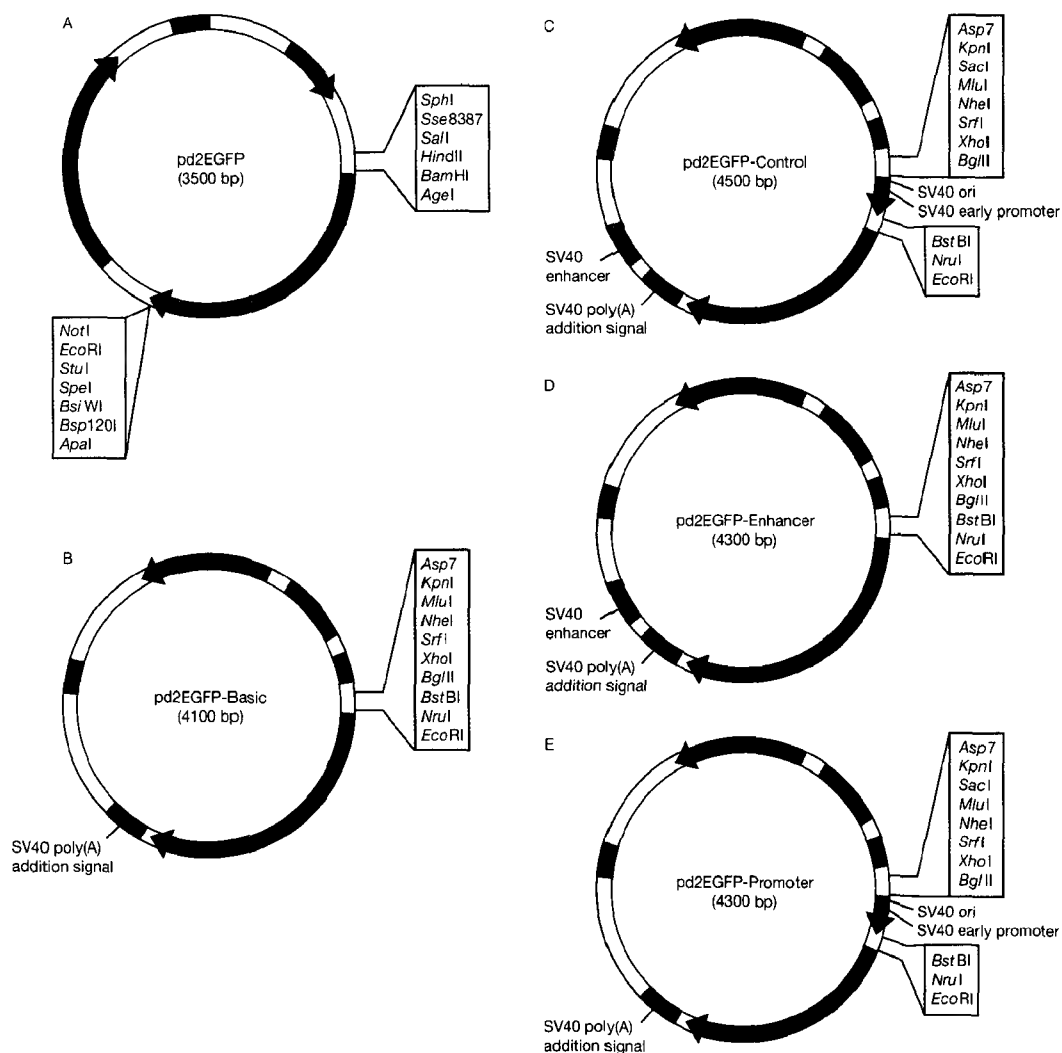 A
pd2EGFP
(3500 bp)
SphI
Sse8387
SalI
HindII
BamHI
AgeI
NotI
EcoRI
StuI
SpeI
BsiWI
Bsp120I
ApaI
B
pd2EGFP-Basic
(4100 bp)
Asp7
KpnI
MluI
NheI
SrfI
XhoI
BglII
BstBI
NruI
EcoRI
SV40 poly(A)
addition signal
C
pd2EGFP-Control
(4500 bp)
Asp7
KpnI
SacI
MluI
NheI
SrfI
XhoI
BglII
SV40 ori
SV40 early promoter
BstBI
NruI
EcoRI
SV40
enhancer
SV40 poly(A)
addition signal
D
pd2EGFP-Enhancer
(4300 bp)
Asp7
KpnI
MluI
NheI
SrfI
XhoI
BglII
BstBI
NruI
EcoRI
SV40
enhancer
SV40 poly(A)
addition signal
E
pd2EGFP-Promoter
(4300 bp)
Asp7
KpnI
SacI
MluI
NheI
SrfI
XhoI
BglII
SV40 ori
SV40 early promoter
BstBI
NruI
EcoRI
SV40 poly(A)
addition signal